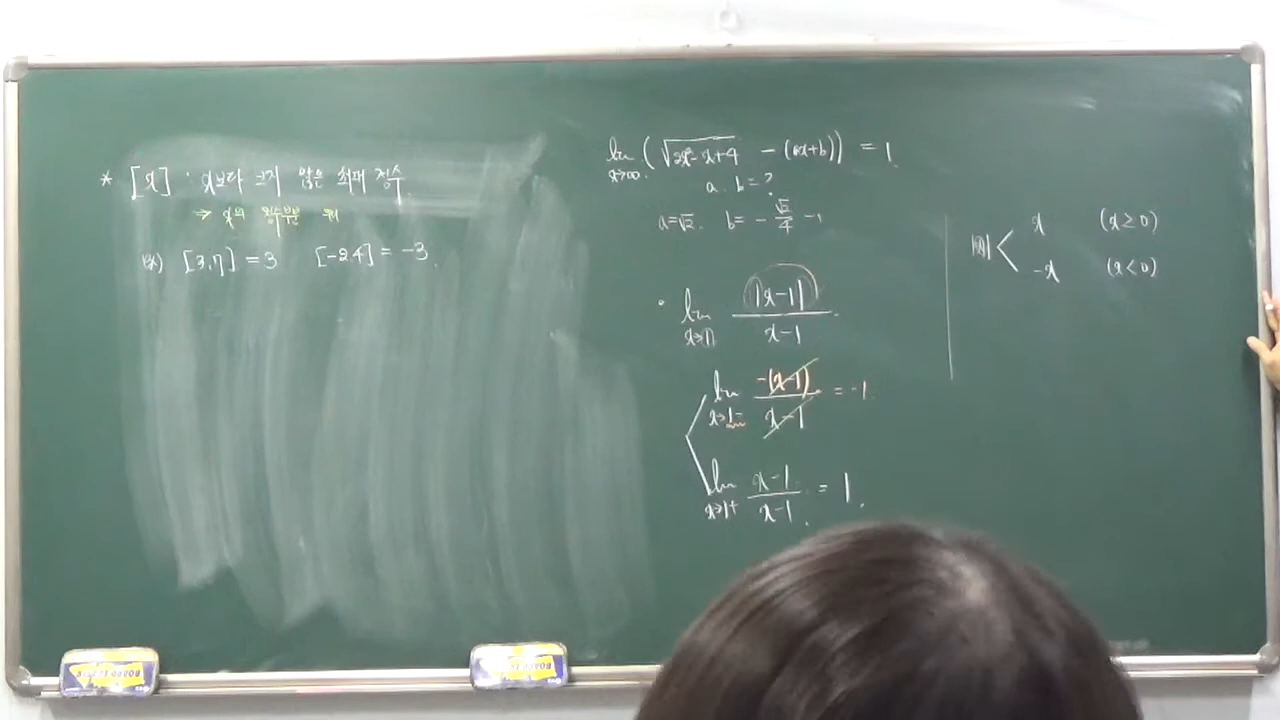 * [x] : x보다 크지 않은 최대 정수
⇒ x의 정수부분
ex) [3.7] = 3 [-2.4] = -3.
lim x→∞ (√(2x²-x+4) - (ax+b)) = 1.
a. b = ?
a=√2. b= -√2/4 -1
• lim x→1 |x-1| / x-1
lim x→1- -(x-1) / x-1 = -1.
lim x→1+ x-1 / x-1 = 1.
|x| < x (x≥0)
-x (x<0)